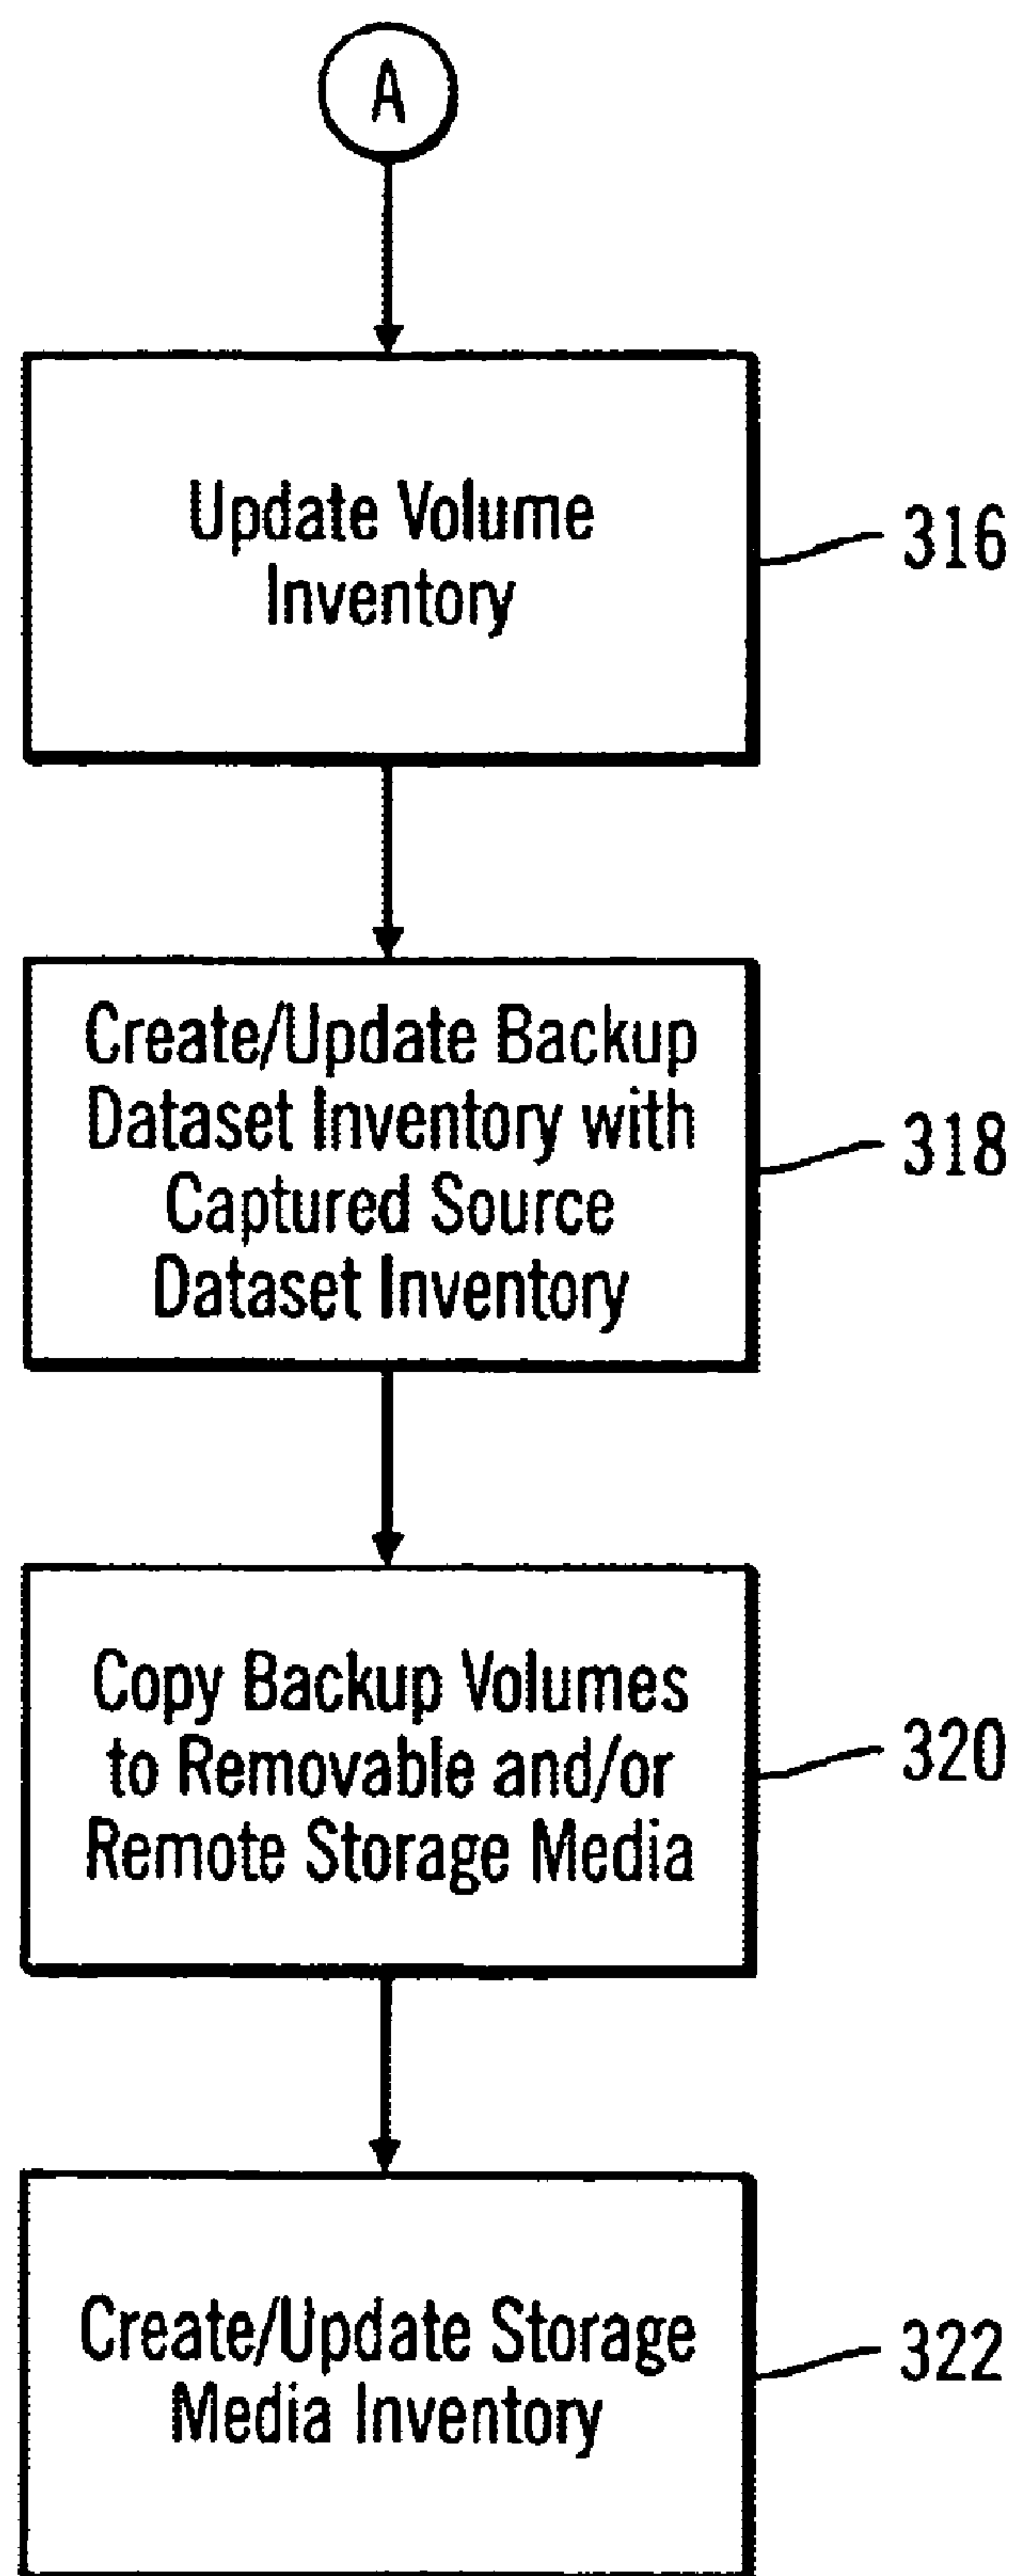 A
Update Volume
Inventory
316
Create/Update Backup
Dataset Inventory with
Captured Source
Dataset Inventory
318
Copy Backup Volumes
to Removable and/or
Remote Storage Media
320
Create/Update Storage
Media Inventory
322